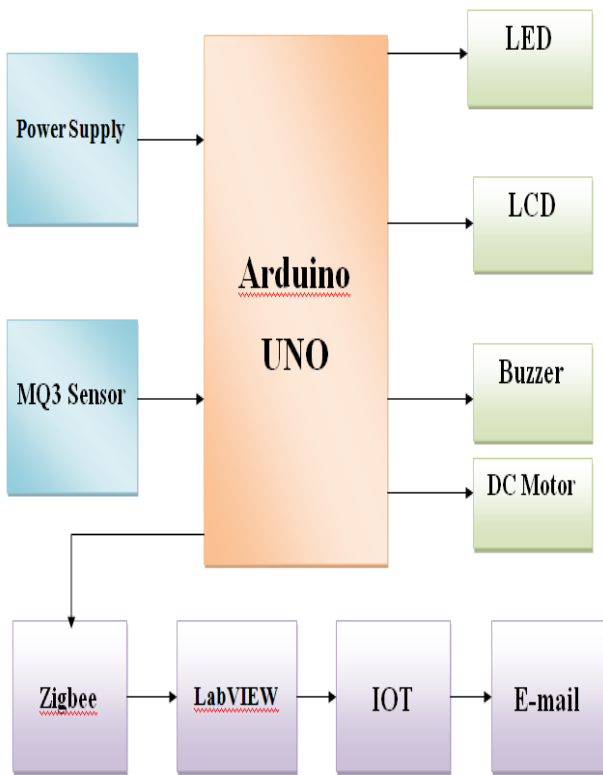 LED
Power Supply
LCD
Arduino
UNO
MQ3 Sensor
Buzzer
DC Motor
Zigbee
LabVIEW
IOT
E-mail